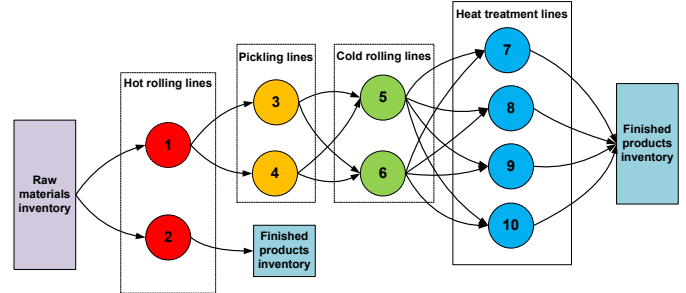 Heat treatment lines
Pickling lines
Cold rolling lines
Hot rolling lines
7
3
5
8
1
Finished
products
inventory
4
6
9
Raw
materials
inventory
2
10
Finished
products
inventory